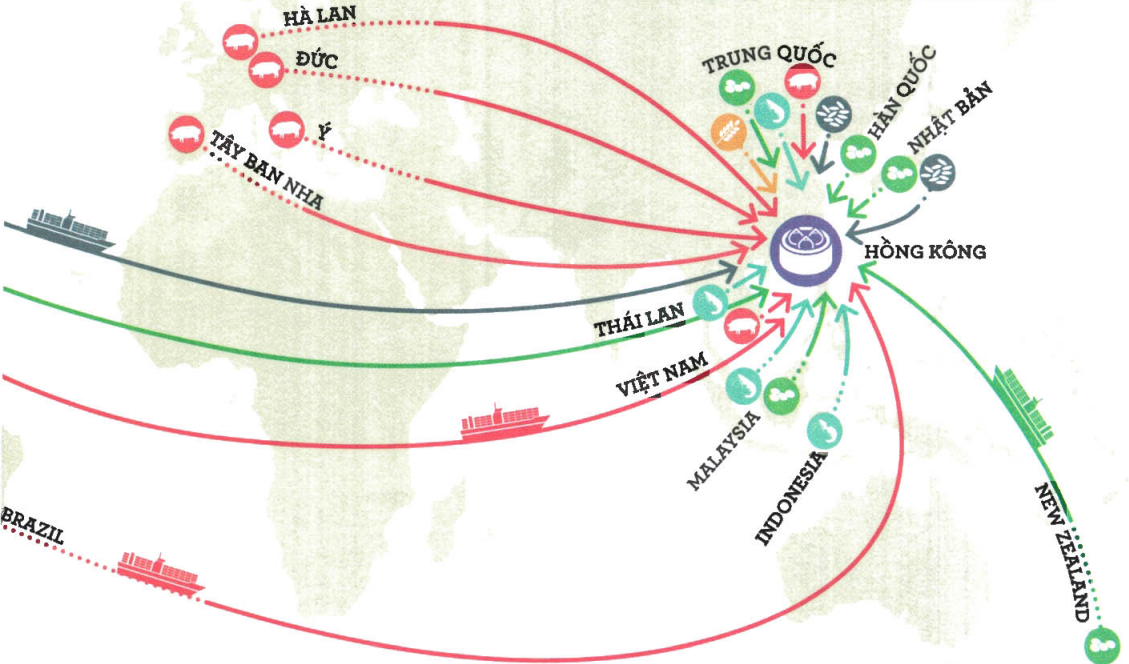 HÀ LAN
ĐỨC
Ý
TÂY BAN NHA
TRUNG QUỐC
HÀN QUỐC
NHẬT BẢN
HỒNG KÔNG
THÁI LAN
VIỆT NAM
MALAYSIA
INDONESIA
BRAZIL
NEW ZEALAND